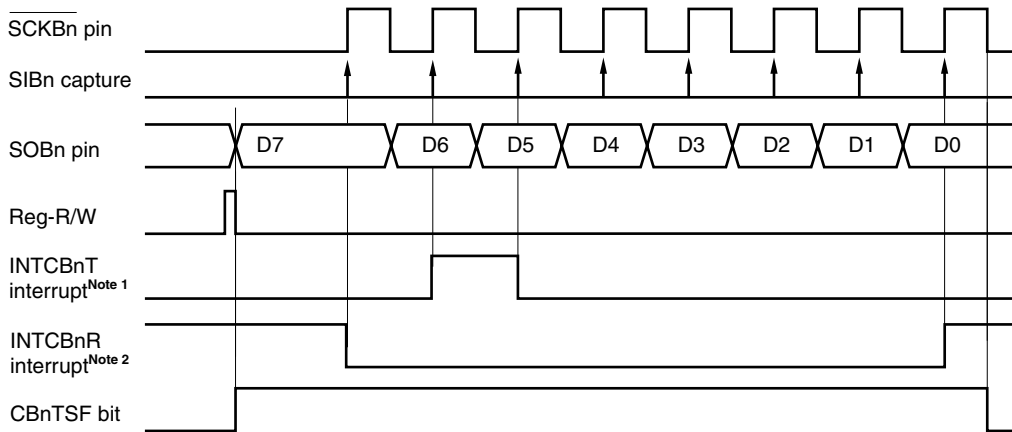 SCKBn pin
SIBn capture
SOBn pin
D7 D6 D5 D4 D3 D2 D1 D0
Reg-R/W
INTCBnT
interruptNote 1
INTCBnR
interruptNote 2
CBnTSF bit